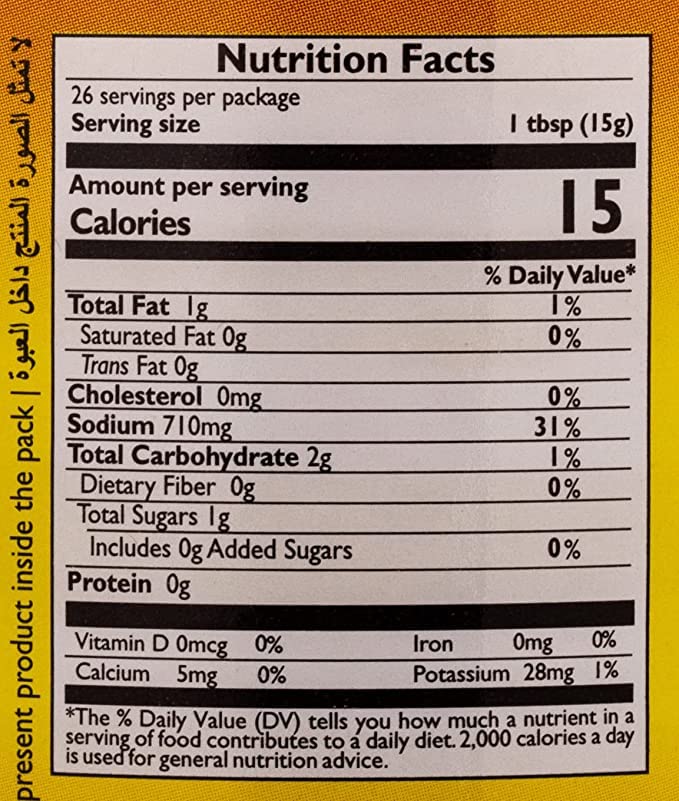 Nutrition Facts
26 servings per package
Serving size 1 tbsp (15g)
Amount per serving
Calories 15
% Daily Value*
Total Fat 1g 1%
Saturated Fat 0g 0%
Trans Fat 0g
Cholesterol 0mg 0%
Sodium 710mg 31%
Total Carbohydrate 2g 1%
Dietary Fiber 0g 0%
Total Sugars 1g
Includes 0g Added Sugars 0%
Protein 0g
Vitamin D 0mcg 0% Iron 0mg 0%
Calcium 5mg 0% Potassium 28mg 1%
*The % Daily Value (DV) tells you how much a nutrient in a
serving of food contributes to a daily diet. 2,000 calories a day
is used for general nutrition advice.
present product inside the pack | لا تمثل الصورة المنتج داخل العبوة